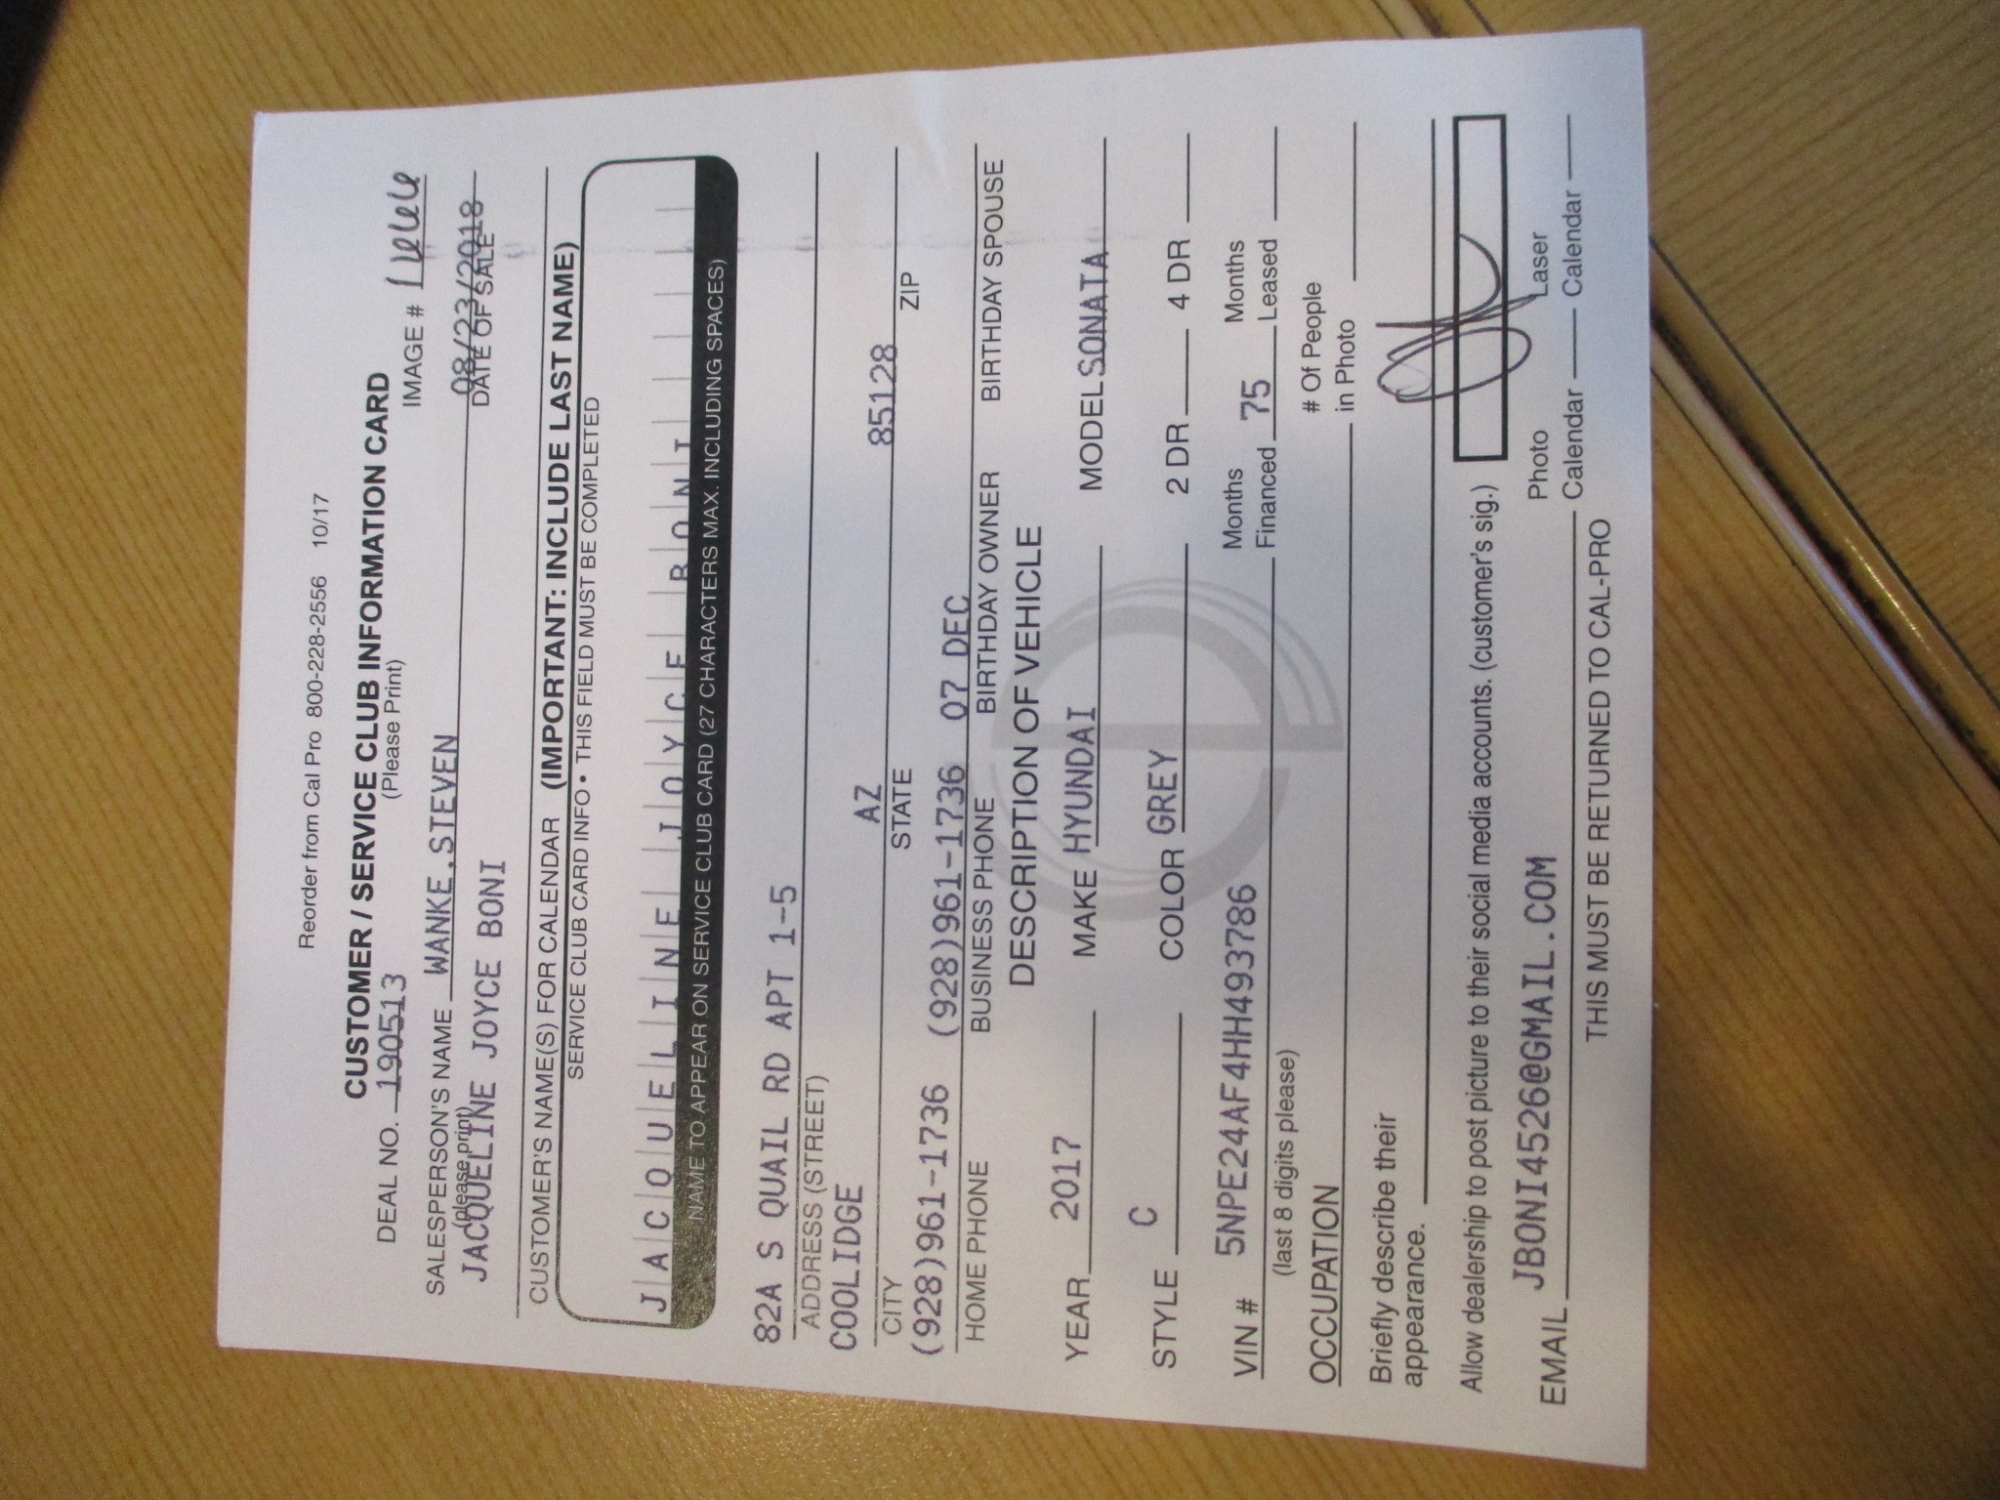 Reorder from Cal Pro 800-228-2556 10/17
CUSTOMER / SERVICE CLUB INFORMATION CARD
(Please Print)
DEAL NO. 190513 IMAGE #
SALESPERSON'S NAME WANKE,STEVEN 08/23/2018
(please print) DATE OF SALE
JACQUELINE JOYCE BONI
CUSTOMER'S NAME(S) FOR CALENDAR (IMPORTANT: INCLUDE LAST NAME)
SERVICE CLUB CARD INFO • THIS FIELD MUST BE COMPLETED
JACQUELINE JOYCE BONI
NAME TO APPEAR ON SERVICE CLUB CARD (27 CHARACTERS MAX. INCLUDING SPACES)
82A S QUAIL RD APT 1-5
ADDRESS (STREET)
COOLIDGE AZ 85128
CITY STATE ZIP
(928)961-1736 (928)961-1736 07 DEC
HOME PHONE BUSINESS PHONE BIRTHDAY OWNER BIRTHDAY SPOUSE
DESCRIPTION OF VEHICLE
YEAR 2017 MAKE HYUNDAI MODEL SONATA
STYLE C COLOR GREY 2 DR 4 DR
VIN # 5NPE24AF4HH493786 Months Financed 75 Months Leased
(last 8 digits please)
OCCUPATION # Of People in Photo
Briefly describe their
appearance.
Allow dealership to post picture to their social media accounts. (customer's sig.)
EMAIL JBONI4526@GMAIL.COM Photo Calendar Laser Calendar
THIS MUST BE RETURNED TO CAL-PRO